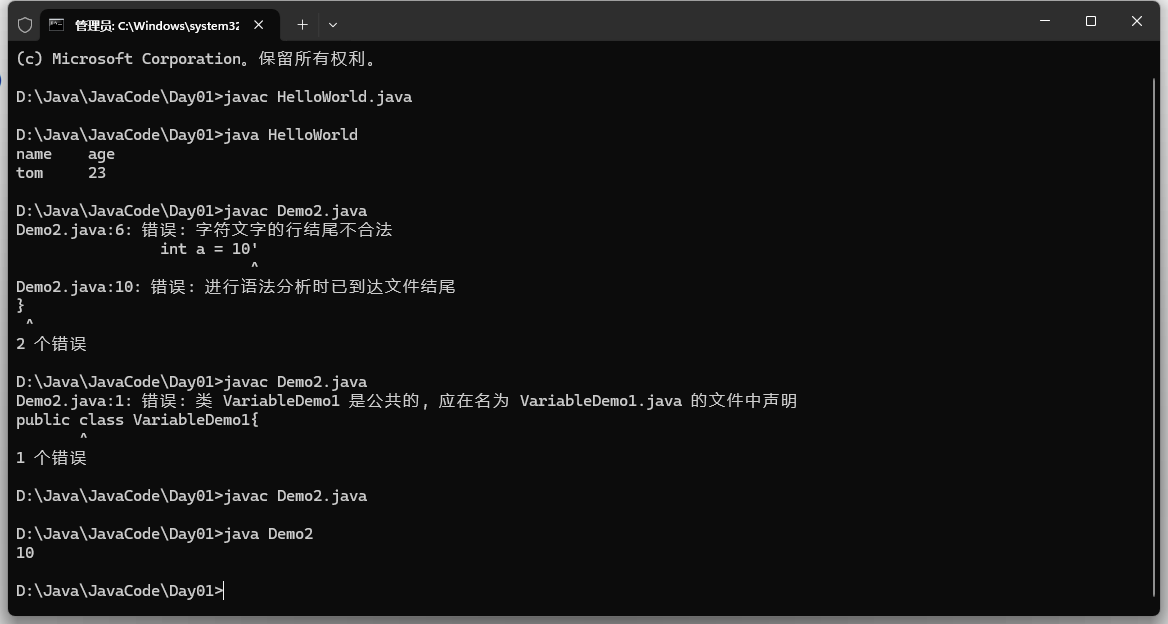 管理员: C:\Windows\system32
(c) Microsoft Corporation。保留所有权利。
D:\Java\JavaCode\Day01>javac HelloWorld.java
D:\Java\JavaCode\Day01>java HelloWorld
name    age
tom     23
D:\Java\JavaCode\Day01>javac Demo2.java
Demo2.java:6: 错误: 字符文字的行结尾不合法
                int a = 10'
                          ^
Demo2.java:10: 错误: 进行语法分析时已到达文件结尾
}
 ^
2 个错误
D:\Java\JavaCode\Day01>javac Demo2.java
Demo2.java:1: 错误: 类 VariableDemo1 是公共的, 应在名为 VariableDemo1.java 的文件中声明
public class VariableDemo1{
       ^
1 个错误
D:\Java\JavaCode\Day01>javac Demo2.java
D:\Java\JavaCode\Day01>java Demo2
10
D:\Java\JavaCode\Day01>